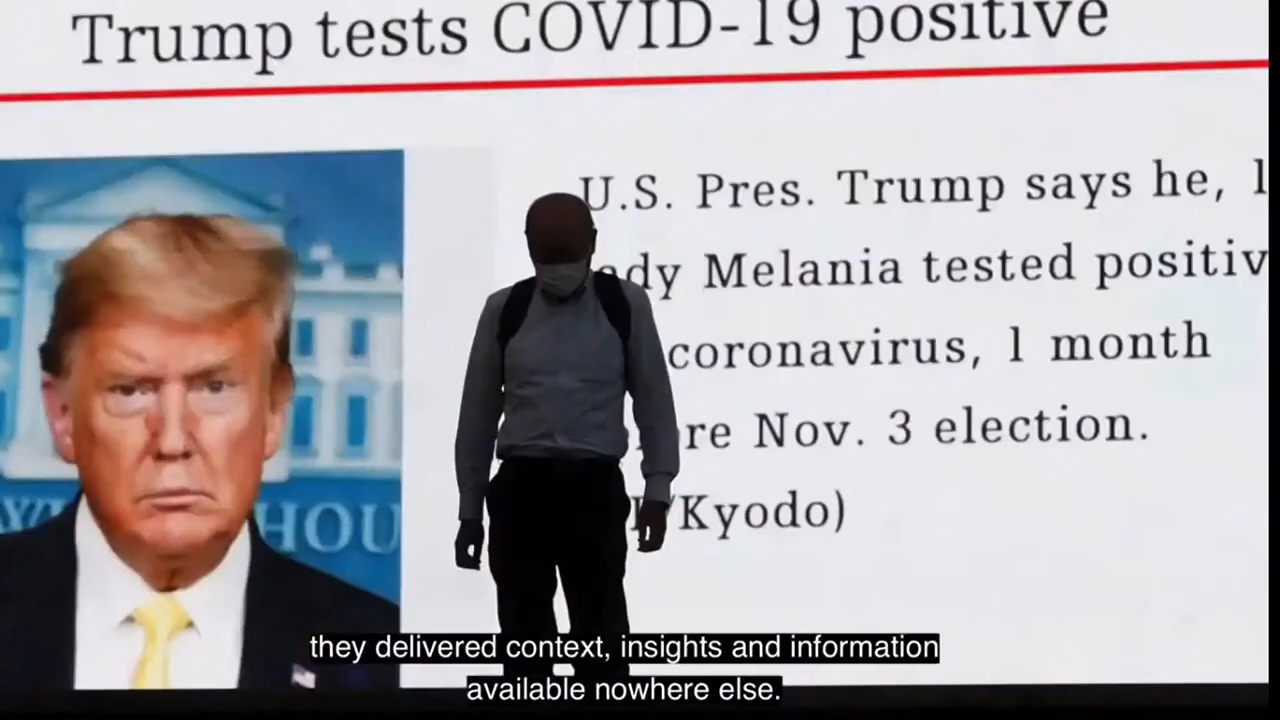 Trump tests COVID-19 positive
U.S. Pres. Trump says he,
Melania tested
coronavirus, 1 month
Nov. 3 election.
Kyodo)
HOU
they delivered context, insights and information
available nowhere else.